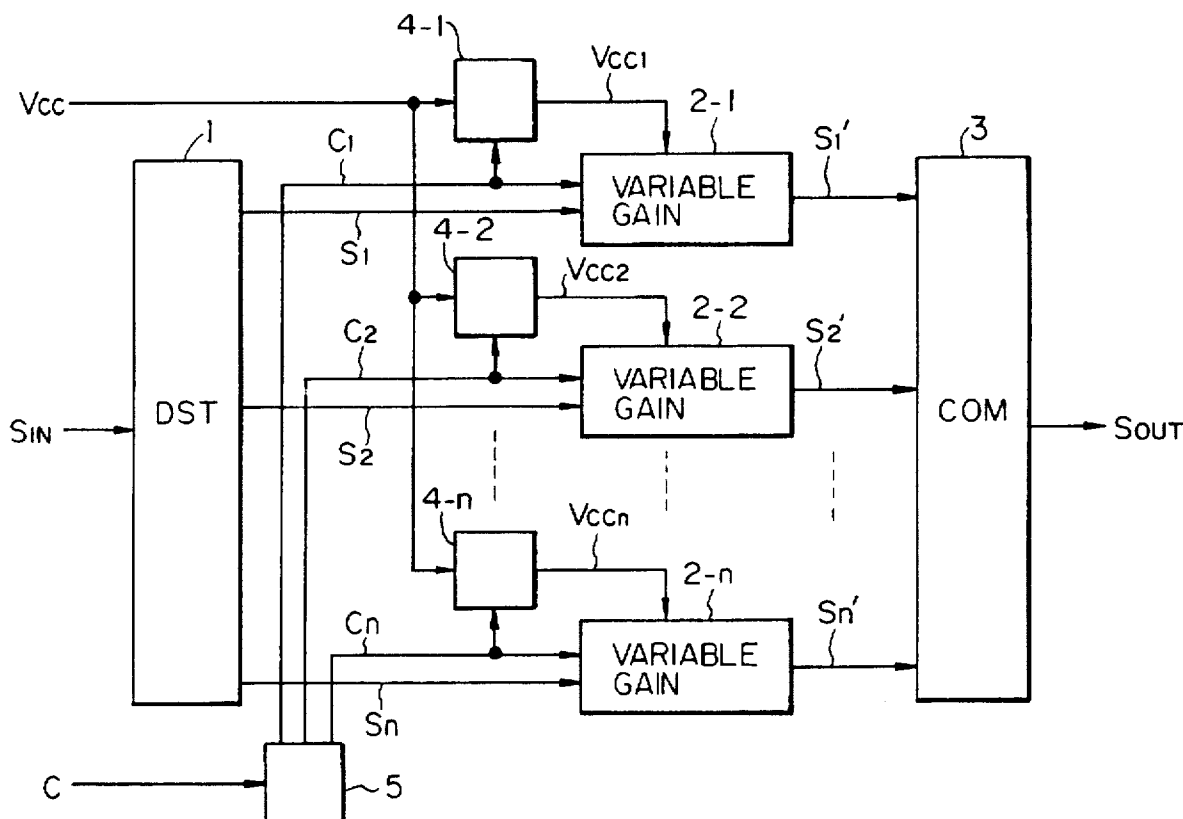 4-1
Vcc
Vcc1
2-1
1
C1
S1'
3
VARIABLE
GAIN
S1
4-2
Vcc2
2-2
C2
S2'
VARIABLE
GAIN
DST
COM
SIN
SOUT
S2
4-n
Vccn
2-n
Cn
Sn'
VARIABLE
GAIN
Sn
C
5